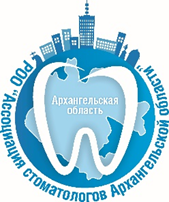 РОО "Ассоциация стоматологов Архангельской области"
Архангельская
область